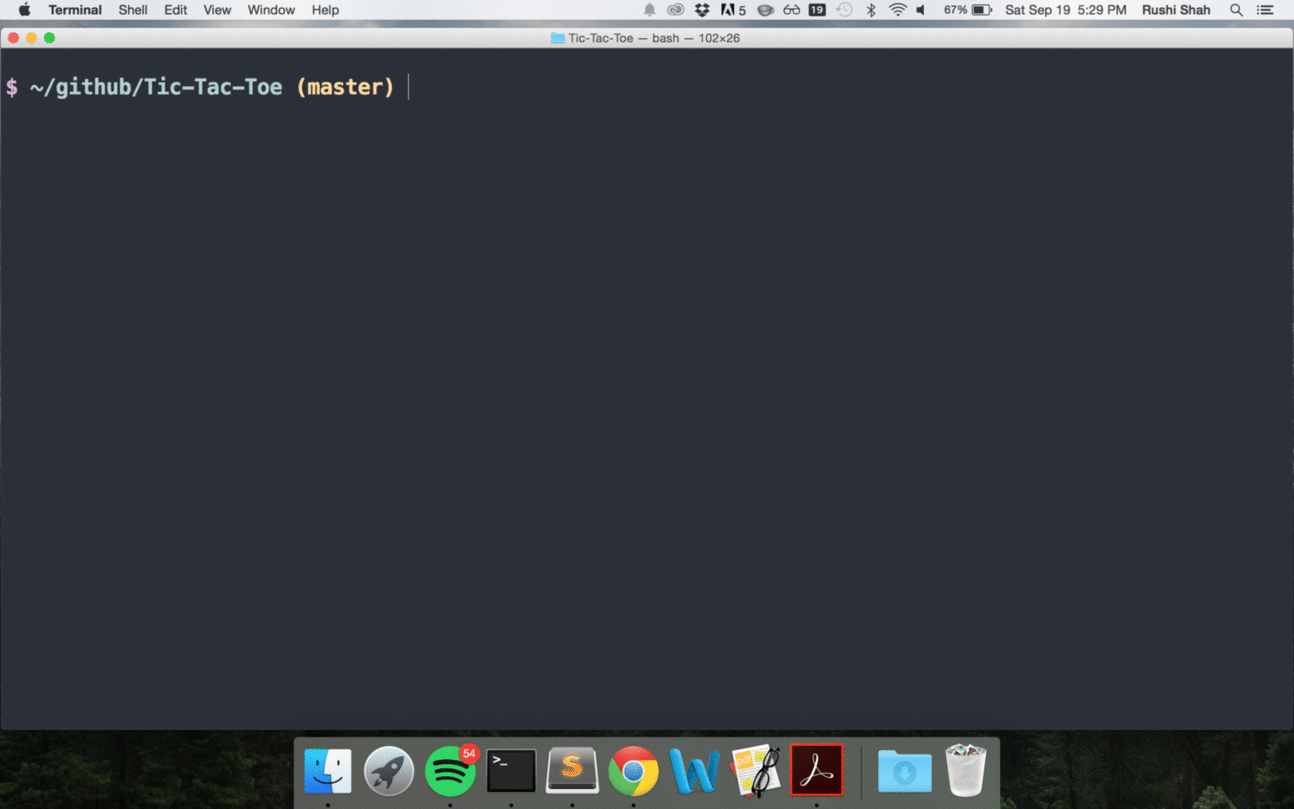 Terminal Shell Edit View Window Help 5 19 67% Sat Sep 19 5:29 PM Rushi Shah
Tic-Tac-Toe — bash — 102×26
$ ~/github/Tic-Tac-Toe (master)
54
>_
S
W
pdf